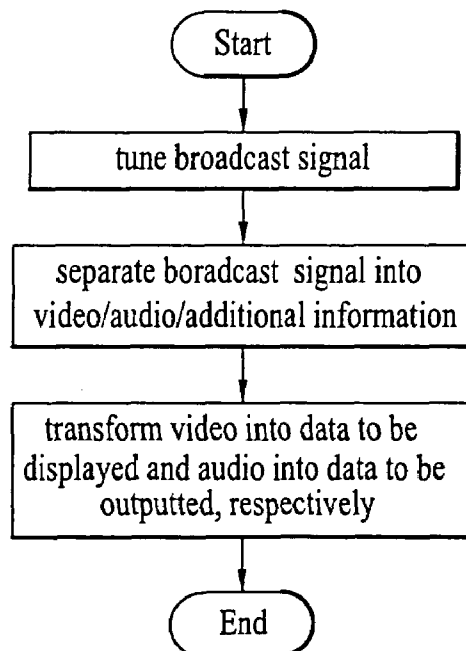 Start
tune broadcast signal
separate boradcast signal into
video/audio/additional information
transform video into data to be
displayed and audio into data to be
outputted, respectively
End